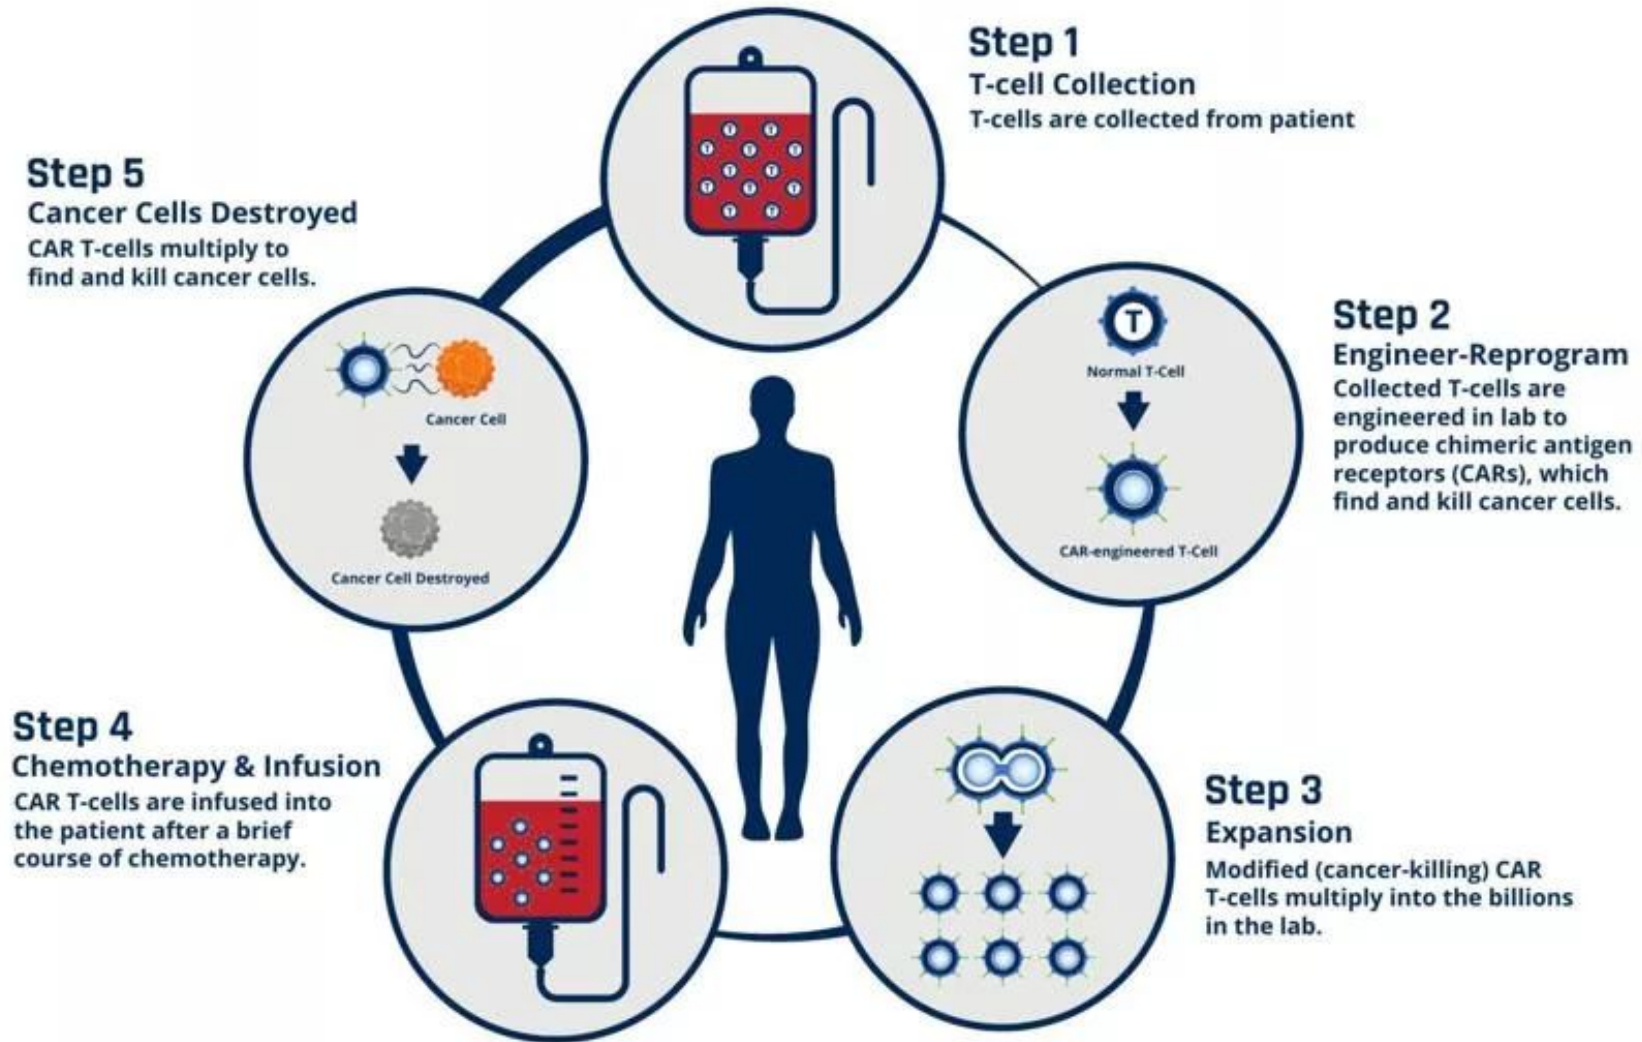 Step 1
T-cell Collection
T-cells are collected from patient
T
T
T
T
T
T
T
T
T
T
T
T
Step 2
Engineer-Reprogram
Collected T-cells are
engineered in lab to
produce chimeric antigen
receptors (CARs), which
find and kill cancer cells.
T
Normal T-Cell
CAR-engineered T-Cell
Step 3
Expansion
Modified (cancer-killing) CAR
T-cells multiply into the billions
in the lab.
Step 4
Chemotherapy & Infusion
CAR T-cells are infused into
the patient after a brief
course of chemotherapy.
Step 5
Cancer Cells Destroyed
CAR T-cells multiply to
find and kill cancer cells.
Cancer Cell
Cancer Cell Destroyed